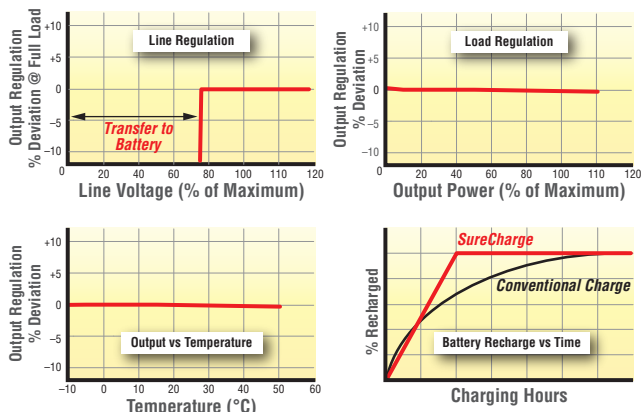 Line Regulation
Output Regulation
% Deviation @ Full Load
+10
+5
0
−5
−10
Transfer to
Battery
0 20 40 60 80 100 120
Line Voltage (% of Maximum)
Load Regulation
Output Regulation
% Deviation
+10
+5
0
−5
−10
0 20 40 60 80 100 120
Output Power (% of Maximum)
Output Regulation
% Deviation
+10
+5
0
−5
−10
Output vs Temperature
−10 0 10 20 30 40 50 60
Temperature (°C)
SureCharge
Conventional Charge
% Recharged
Battery Recharge vs Time
Charging Hours